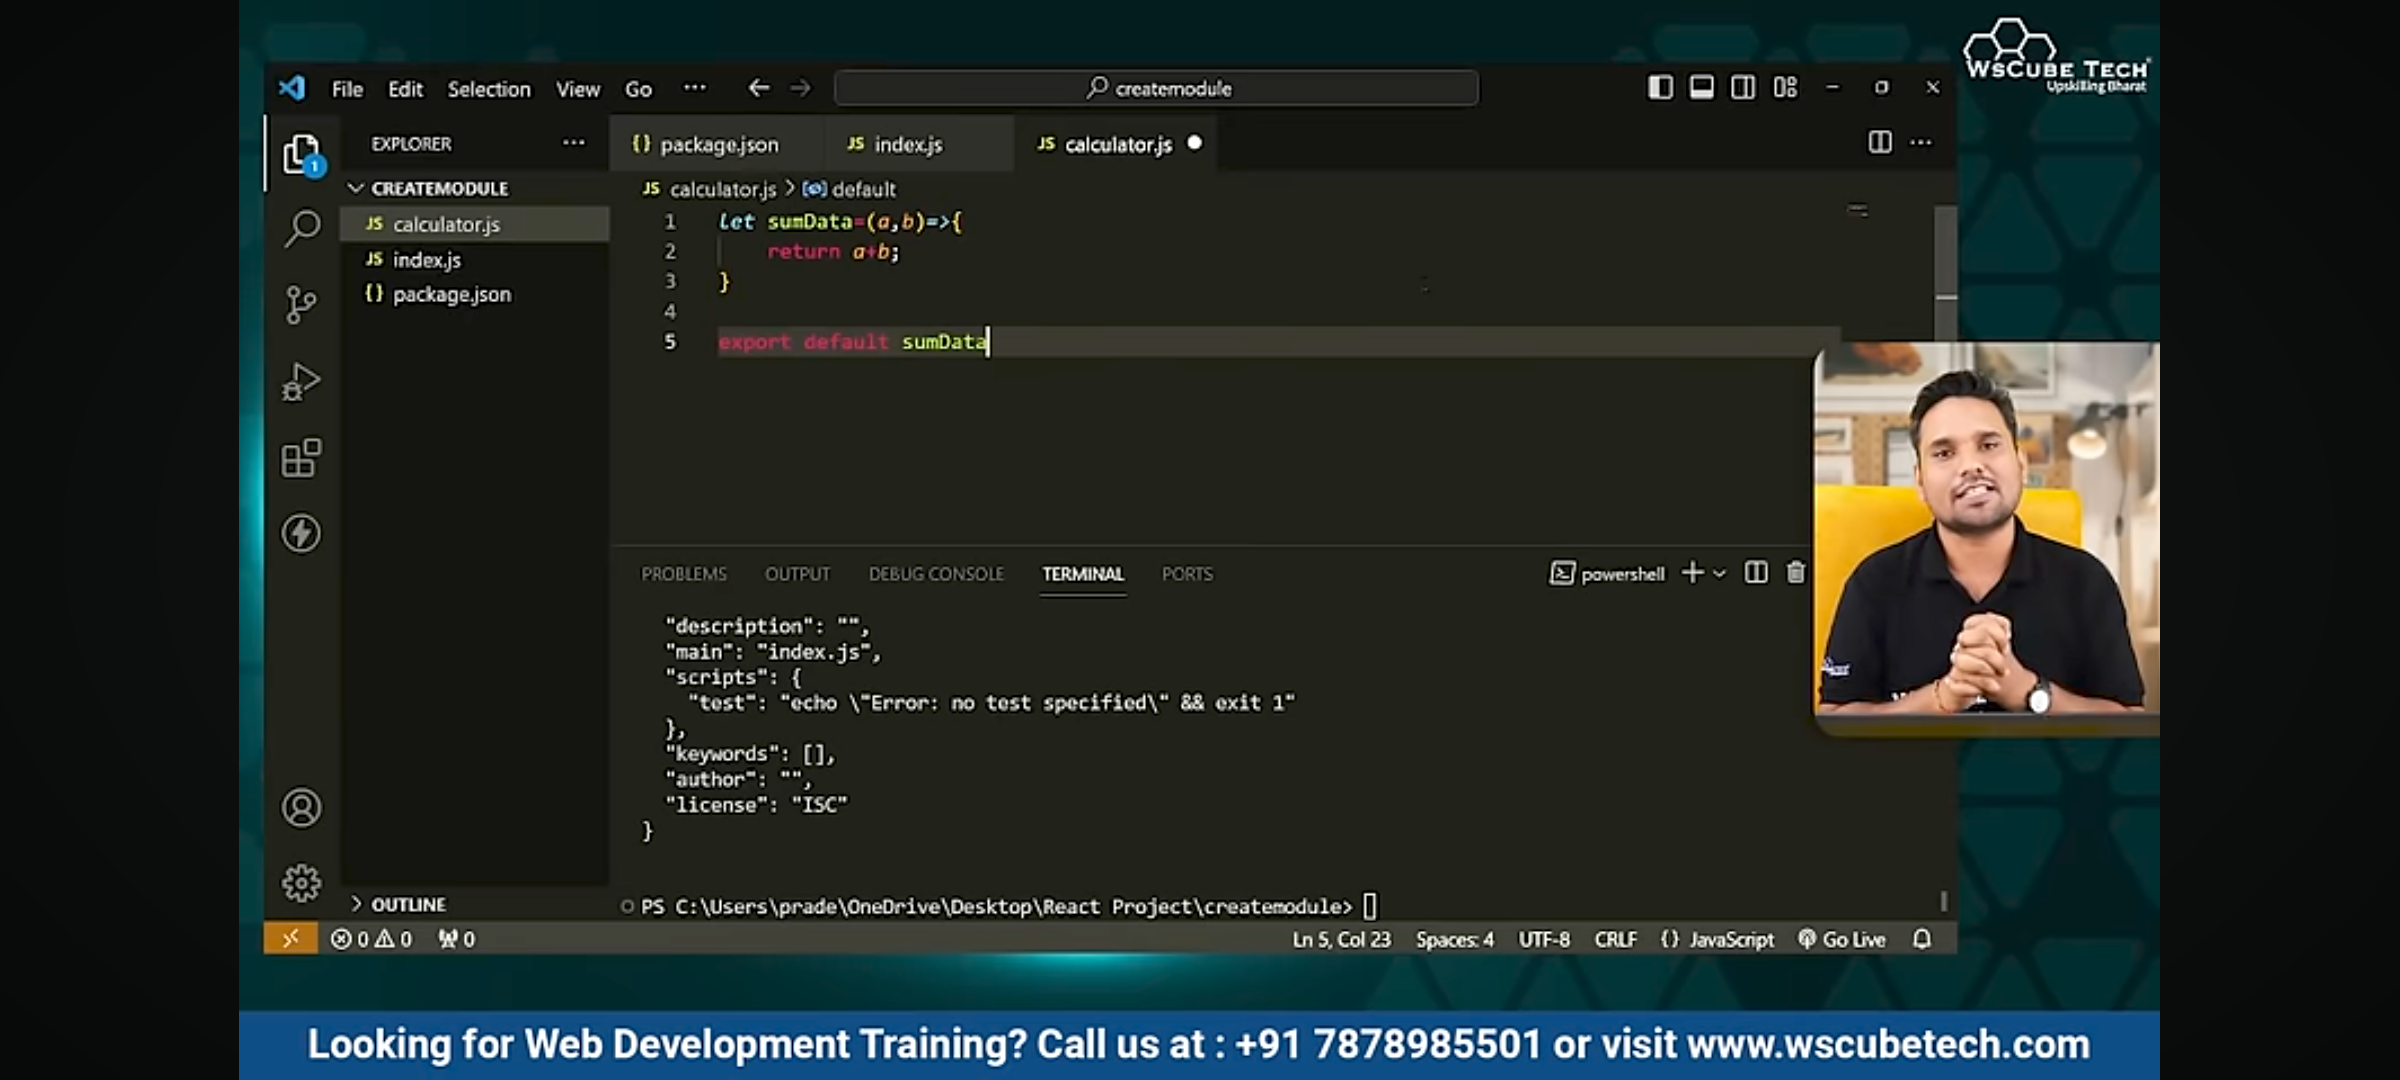 WsCube Tech
Upskilling Bharat
File Edit Selection View Go ··· createmodule
EXPLORER ···
{} package.json JS index.js JS calculator.js
CREATEMODULE
JS calculator.js
JS index.js
{} package.json
JS calculator.js > default
1 let sumData=(a,b)=>{
2 return a+b;
3 }
4
5 export default sumData
PROBLEMS OUTPUT DEBUG CONSOLE TERMINAL PORTS
powershell
"description": "",
"main": "index.js",
"scripts": {
"test": "echo \"Error: no test specified\" && exit 1"
},
"keywords": [],
"author": "",
"license": "ISC"
}
PS C:\Users\prade\OneDrive\Desktop\React Project\createmodule>
OUTLINE
1
0 0 0
Ln 5, Col 23 Spaces: 4 UTF-8 CRLF {} JavaScript Go Live
Looking for Web Development Training? Call us at : +91 7878985501 or visit www.wscubetech.com